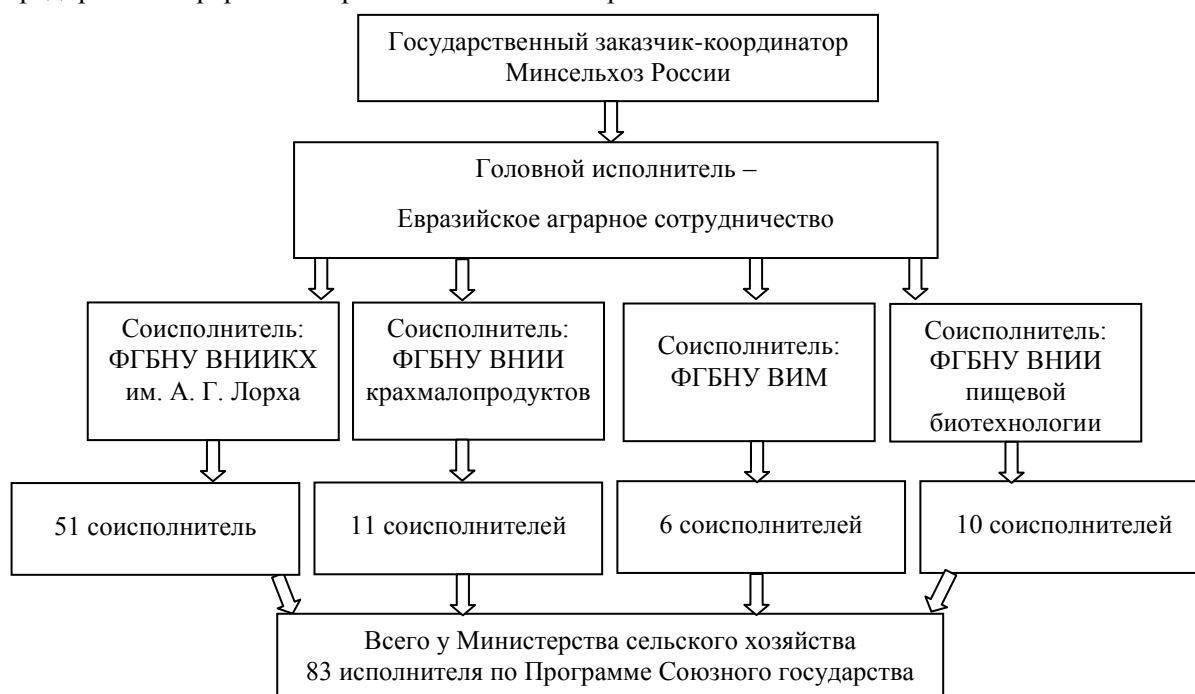 Государственный заказчик-координатор
Минсельхоз России
Головной исполнитель –
Евразийское аграрное сотрудничество
Соисполнитель:
ФГБНУ ВНИИКХ
им. А. Г. Лорха
Соисполнитель:
ФГБНУ ВНИИ
крахмалопродуктов
Соисполнитель:
ФГБНУ ВИМ
Соисполнитель:
ФГБНУ ВНИИ
пищевой
биотехнологии
51 соисполнитель
11 соисполнителей
6 соисполнителей
10 соисполнителей
Всего у Министерства сельского хозяйства
83 исполнителя по Программе Союзного государства